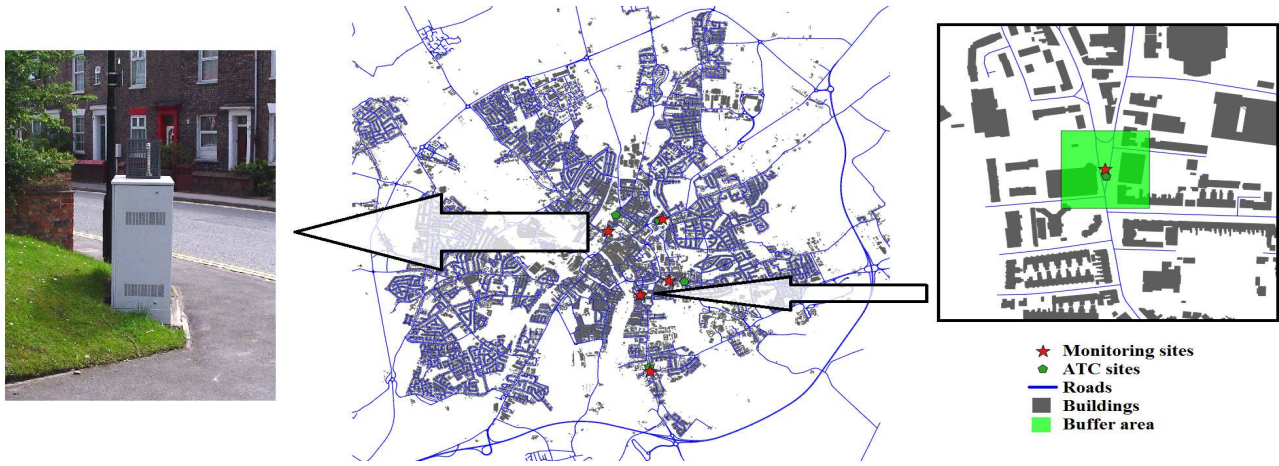 Monitoring sites
ATC sites
Roads
Buildings
Buffer area